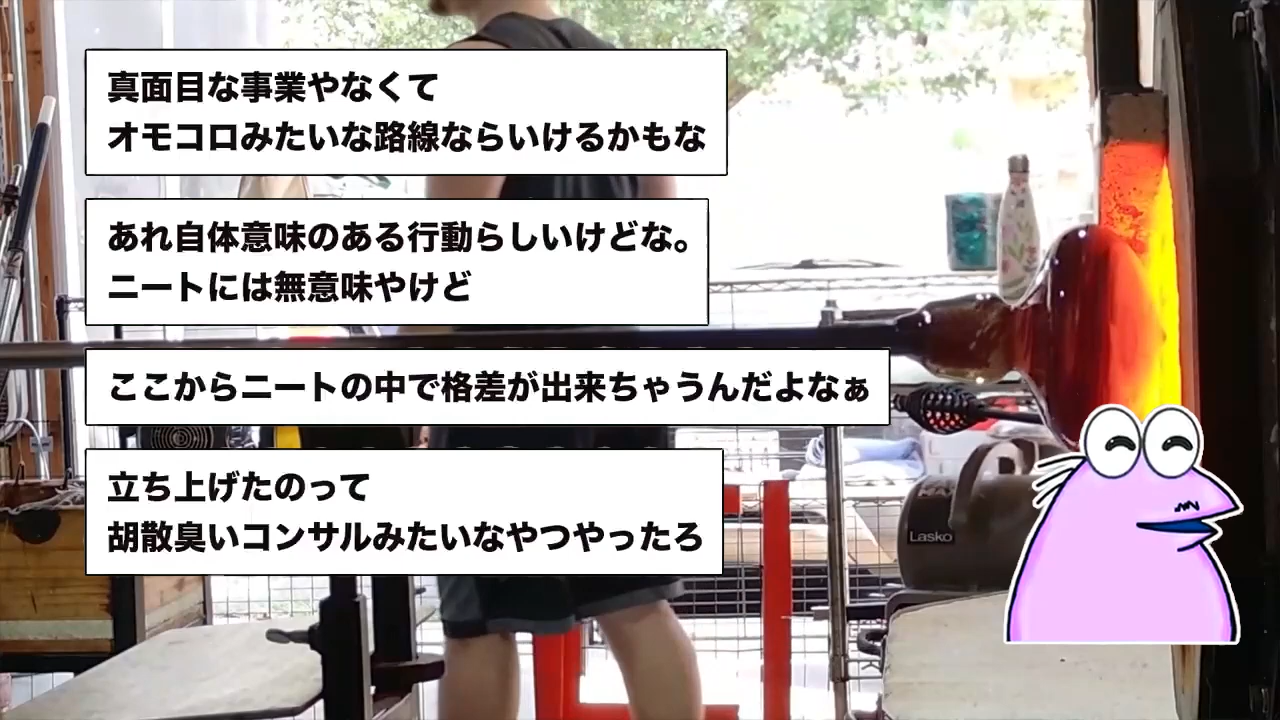 真面目な事業やなくて
オモコロみたいな路線ならいけるかもな
あれ自体意味のある行動らしいけどな。
ニートには無意味やけど
ここからニートの中で格差が出来ちゃうんだよなぁ
立ち上げたのって
胡散臭いコンサルみたいなやつやったろ
Lasko